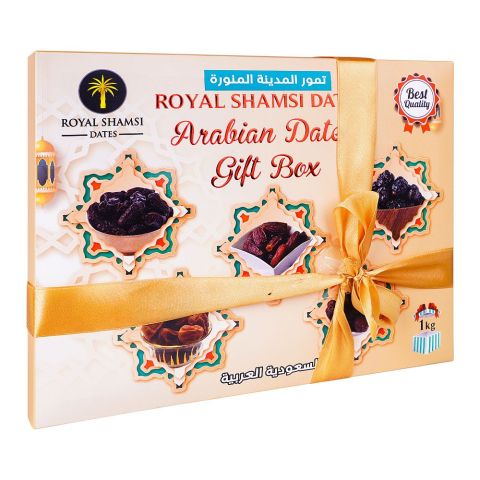 تمور المدينة المنورة
ROYAL SHAMSI
DATES
ROYAL SHAMSI DAT
Arabian Date
Gift Box
Best
Quality
1kg
السعودية العربية